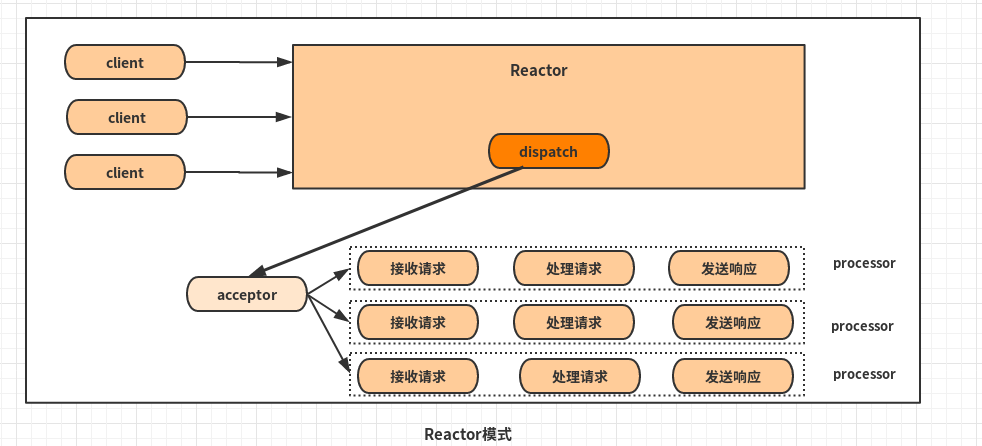 client
Reactor
client
dispatch
client
接收请求 处理请求 发送响应 processor
acceptor
接收请求 处理请求 发送响应 processor
接收请求 处理请求 发送响应 processor
Reactor模式